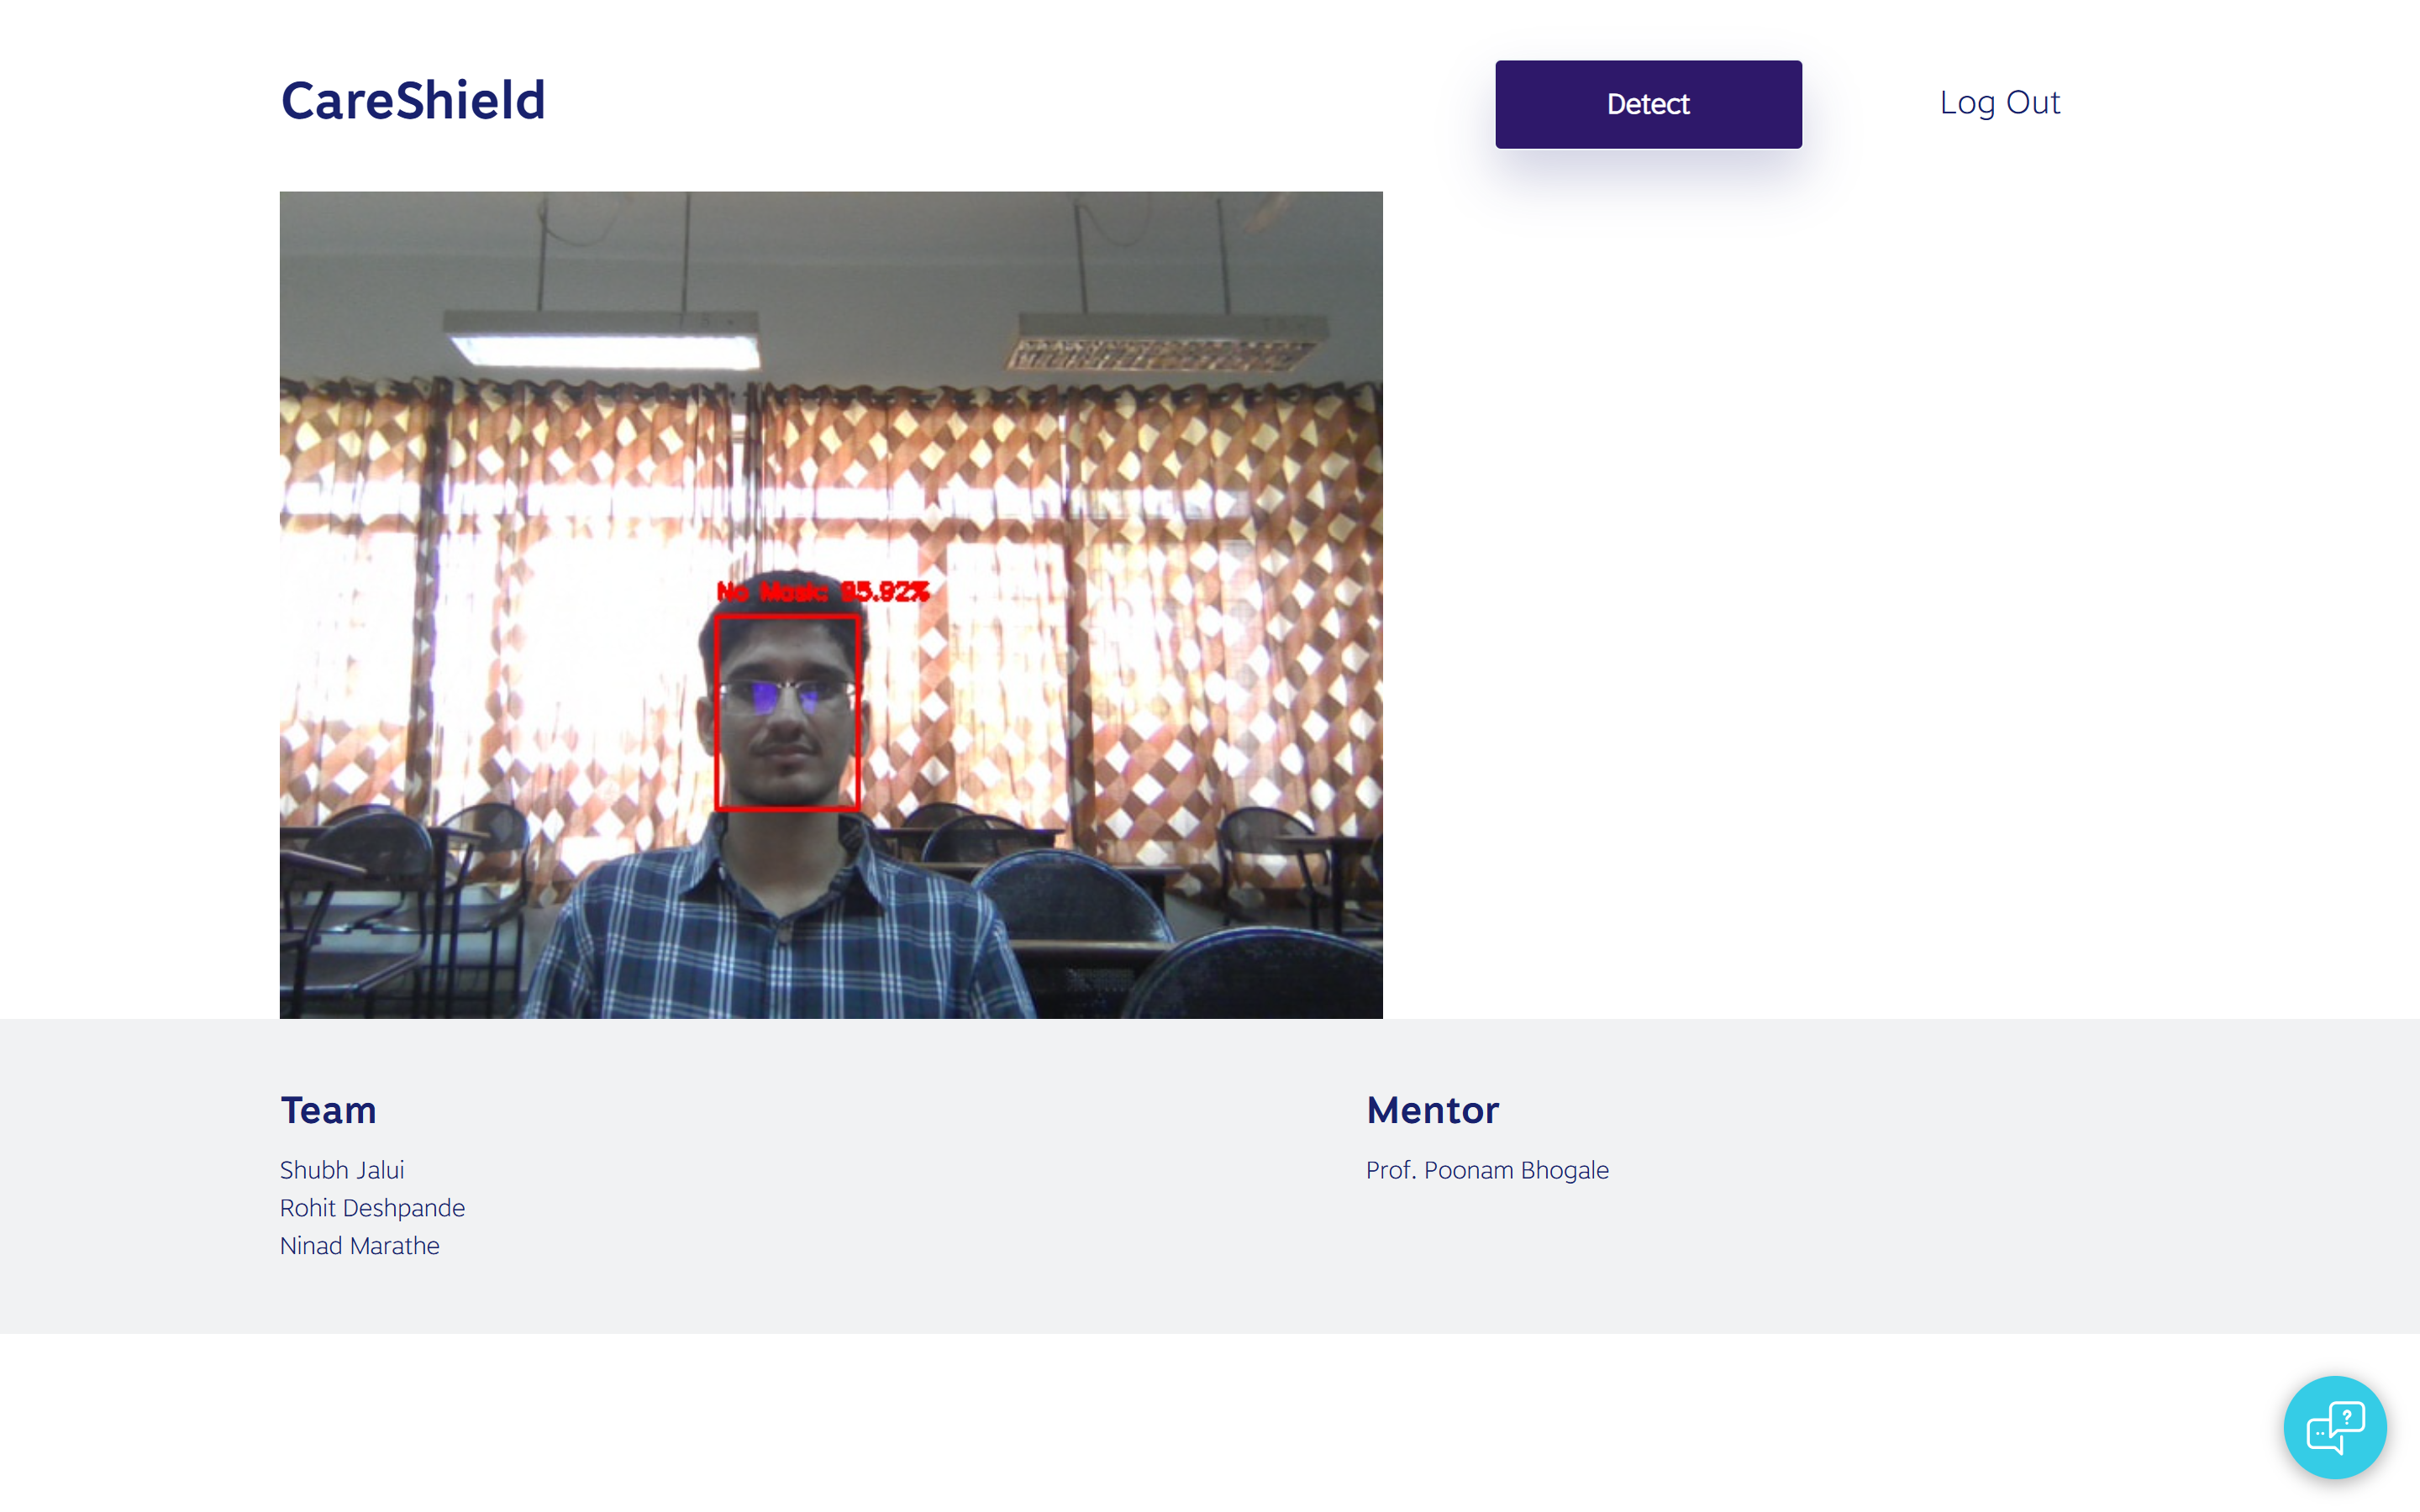 CareShield
Detect
Log Out
No Mask: 95.92%
Team
Mentor
Shubh Jalui
Prof. Poonam Bhogale
Rohit Deshpande
Ninad Marathe
?